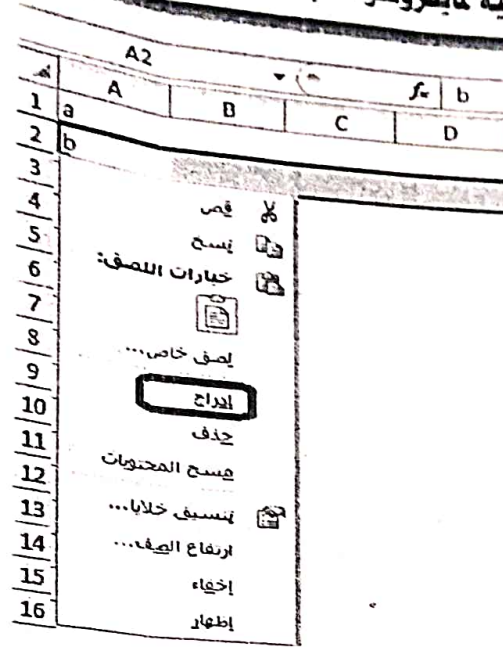 A2 fx b
A B C D
1 a
2 b
3
4 قص
5 نسخ
6 خيارات اللصق:
7
8 لصق خاص...
9
10 إدراج
11 حذف
12 مسح المحتويات
13 تنسيق خلايا...
14 ارتفاع الصف...
15 إخفاء
16 إظهار